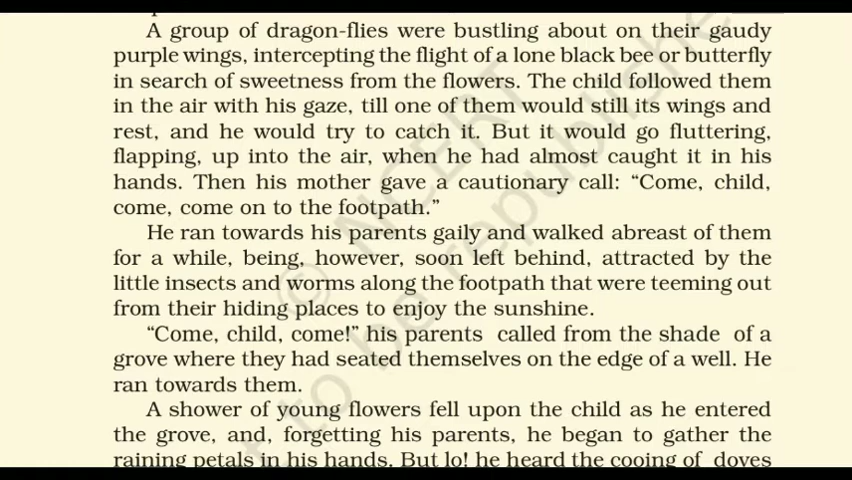 A group of dragon-flies were bustling about on their gaudy
purple wings, intercepting the flight of a lone black bee or butterfly
in search of sweetness from the flowers. The child followed them
in the air with his gaze, till one of them would still its wings and
rest, and he would try to catch it. But it would go fluttering,
flapping, up into the air, when he had almost caught it in his
hands. Then his mother gave a cautionary call: “Come, child,
come, come on to the footpath.”
He ran towards his parents gaily and walked abreast of them
for a while, being, however, soon left behind, attracted by the
little insects and worms along the footpath that were teeming out
from their hiding places to enjoy the sunshine.
“Come, child, come!” his parents called from the shade of a
grove where they had seated themselves on the edge of a well. He
ran towards them.
A shower of young flowers fell upon the child as he entered
the grove, and, forgetting his parents, he began to gather the
raining petals in his hands. But lo! he heard the cooing of doves
© NCERT
to be republished